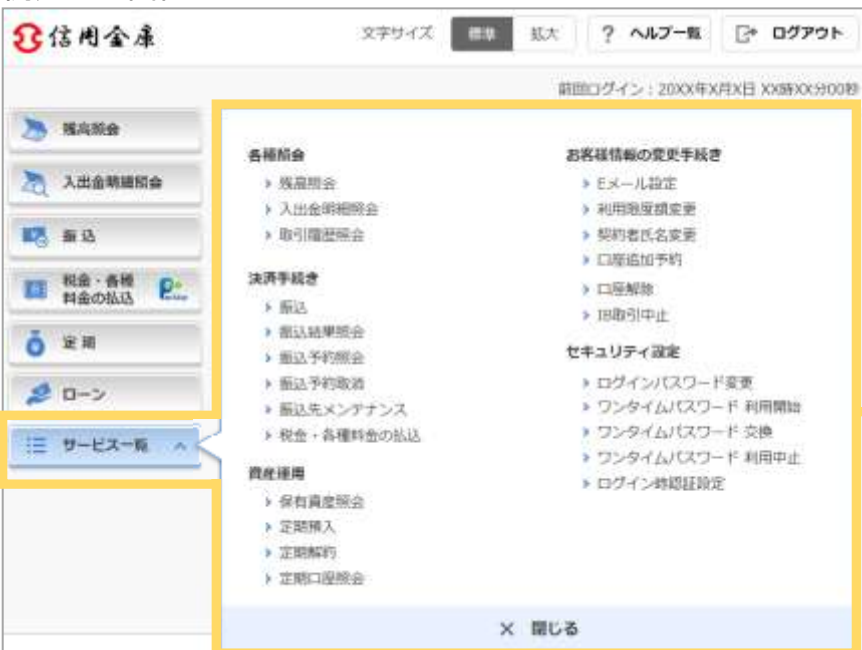 信用金庫
文字サイズ 標準 拡大 ? ヘルプ一覧 ログアウト
前回ログイン：20XX年X月X日 XX時XX分00秒
残高照会
入出金明細照会
振込
税金・各種
料金の払込
定期
ローン
サービス一覧
各種照会
残高照会
入出金明細照会
取引履歴照会
決済手続き
振込
振込結果照会
振込予約照会
振込予約取消
振込先メンテナンス
税金・各種料金の払込
資産運用
保有資産照会
定期預入
定期解約
定期口座照会
お客様情報の変更手続き
Eメール設定
利用限度額変更
契約者氏名変更
口座追加予約
口座解除
IB取引中止
セキュリティ設定
ログインパスワード変更
ワンタイムパスワード 利用開始
ワンタイムパスワード 交換
ワンタイムパスワード 利用中止
ログイン時認証設定
× 閉じる